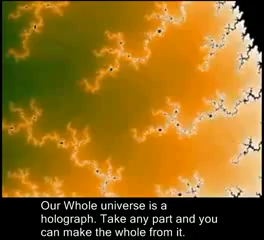 Our Whole universe is a
holograph. Take any part and you
can make the whole from it.